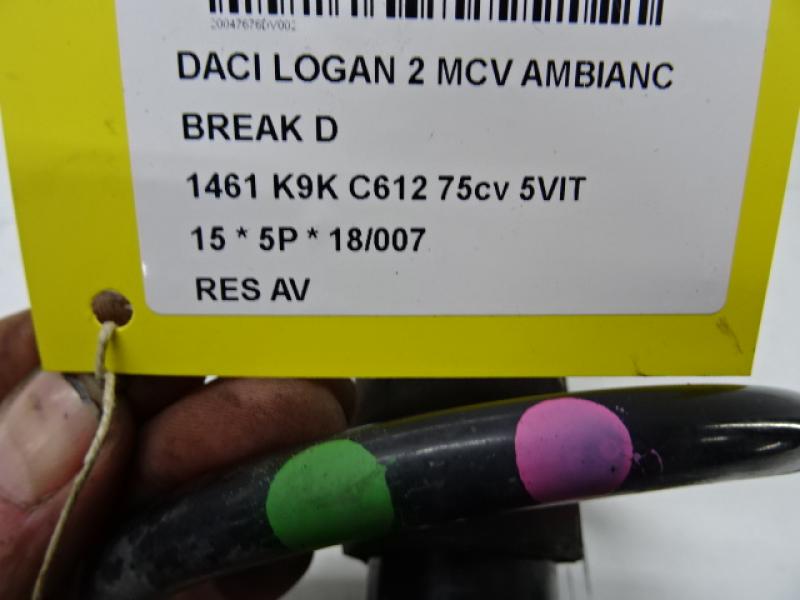 20047676DV002
DACI LOGAN 2 MCV AMBIANC
BREAK D
1461 K9K C612 75cv 5VIT
15 * 5P * 18/007
RES AV